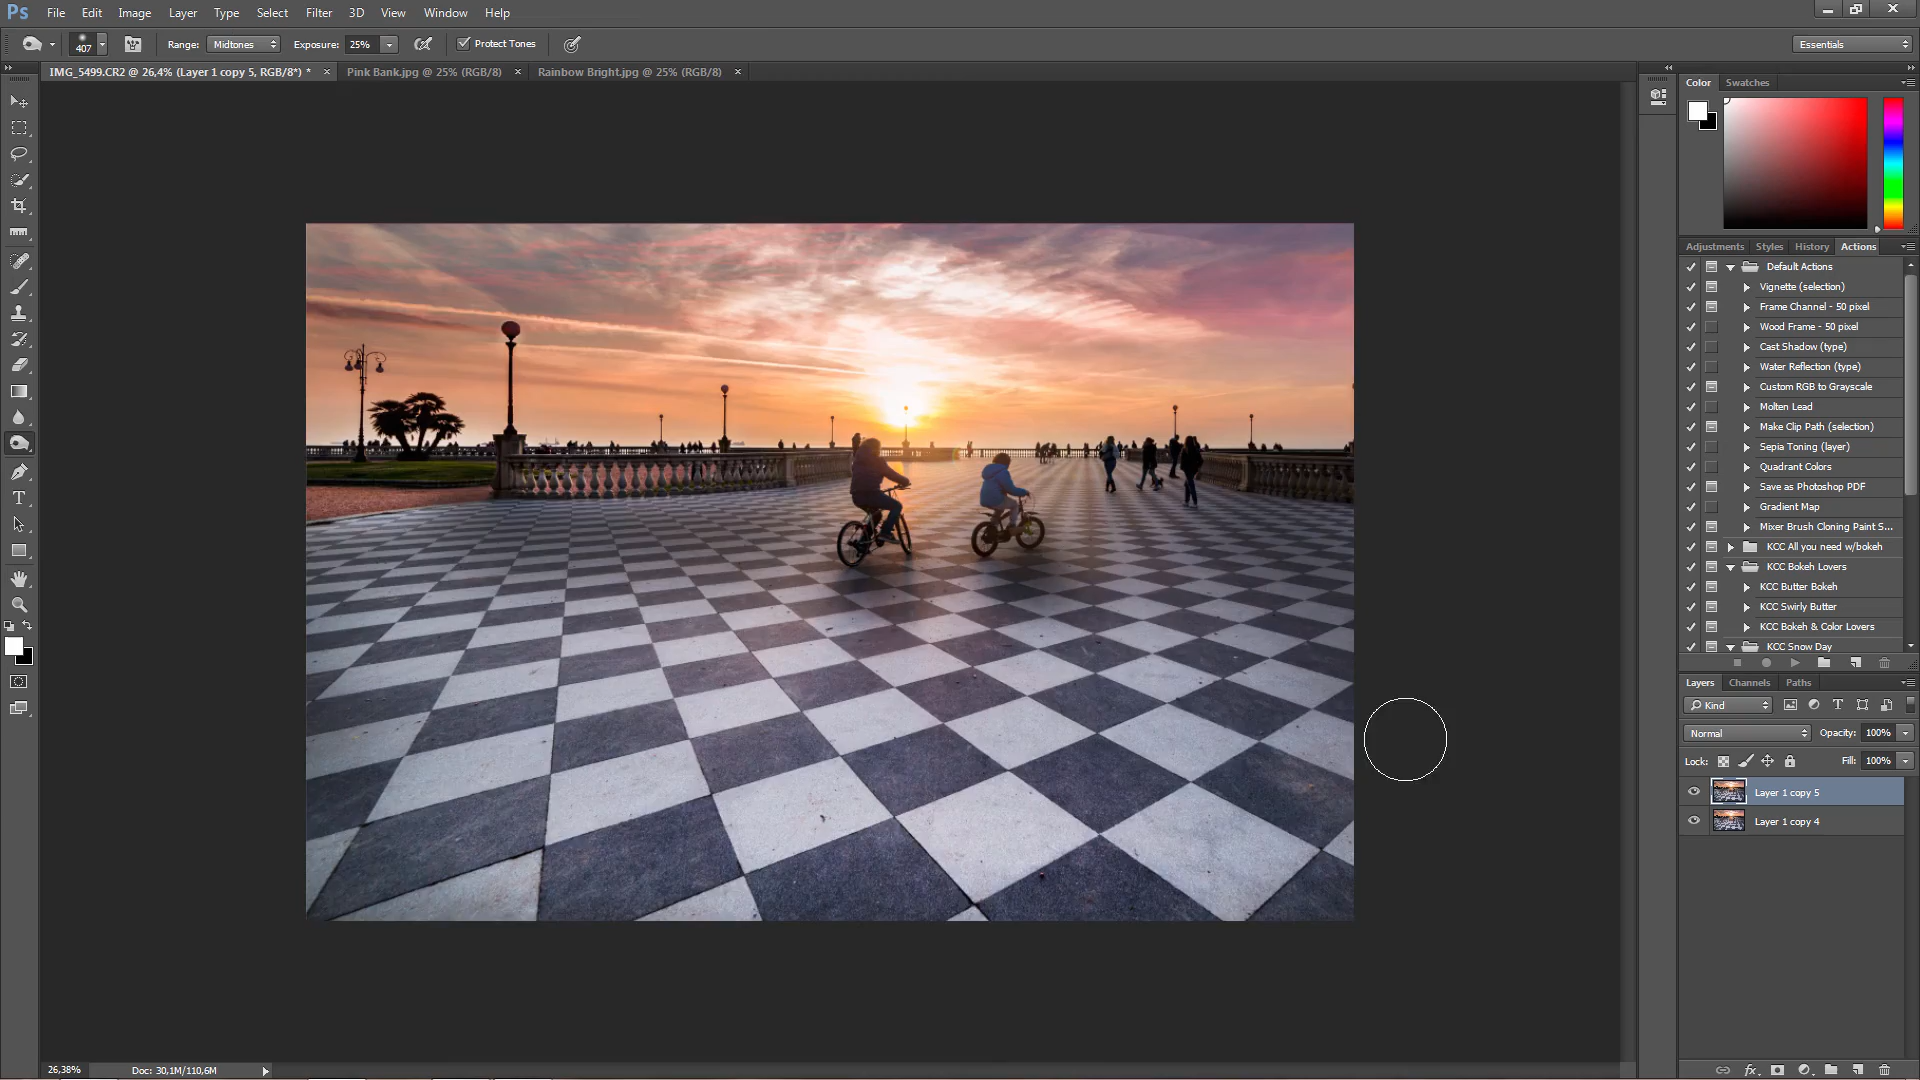 Ps File Edit Image Layer Type Select Filter 3D View Window Help
407 Range: Midtones Exposure: 25% Protect Tones Essentials
IMG_5499.CR2 @ 26,4% (Layer 1 copy 5, RGB/8*) * Pink Bank.jpg @ 25% (RGB/8) Rainbow Bright.jpg @ 25% (RGB/8)
Color Swatches
Adjustments Styles History Actions
Default Actions
Vignette (selection)
Frame Channel - 50 pixel
Wood Frame - 50 pixel
Cast Shadow (type)
Water Reflection (type)
Custom RGB to Grayscale
Molten Lead
Make Clip Path (selection)
Sepia Toning (layer)
Quadrant Colors
Save as Photoshop PDF
Gradient Map
Mixer Brush Cloning Paint S...
KCC All you need w/bokeh
KCC Bokeh Lovers
KCC Butter Bokeh
KCC Swirly Butter
KCC Bokeh & Color Lovers
KCC Snow Day
Layers Channels Paths
Kind
Normal Opacity: 100%
Lock: Fill: 100%
Layer 1 copy 5
Layer 1 copy 4
26,38% Doc: 30,1M/110,6M